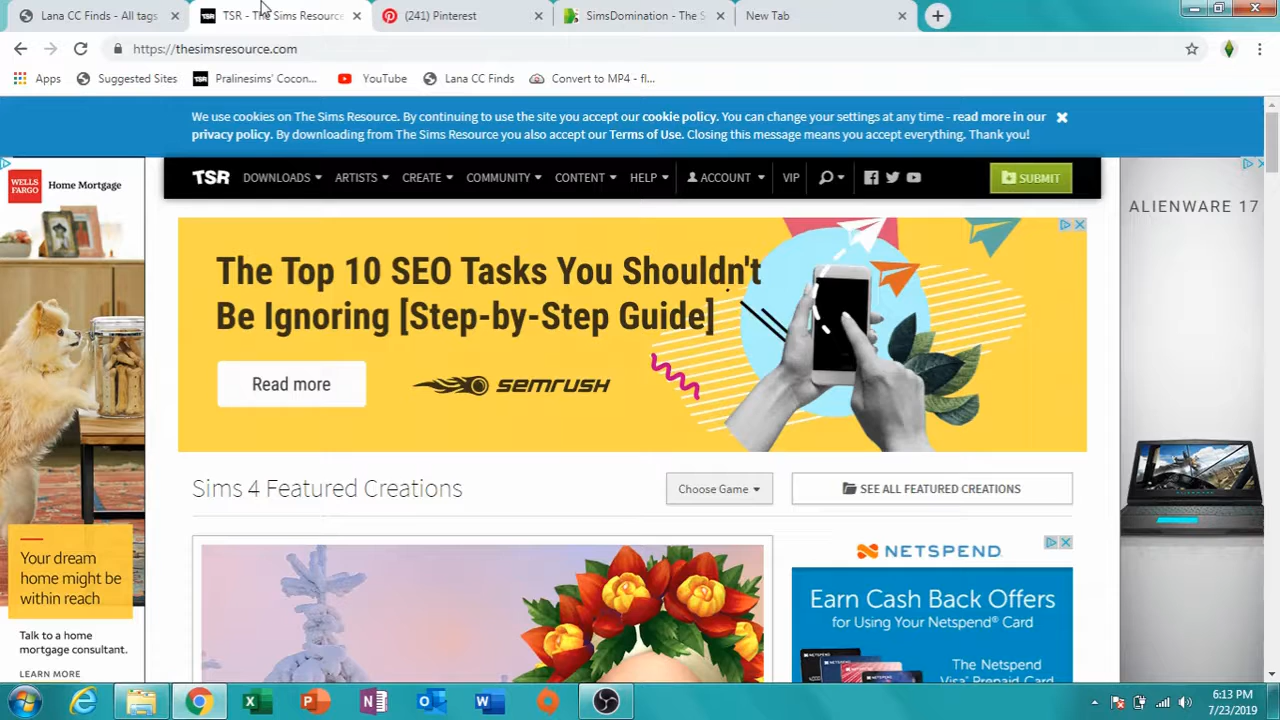 Lana CC Finds - All tags
TSR - The Sims Resource
(241) Pinterest
SimsDomination - The S
New Tab
https://thesimsresource.com
Apps
Suggested Sites
TSR
Pralinesims' Cocon...
YouTube
Lana CC Finds
Convert to MP4 - fl...
We use cookies on The Sims Resource. By continuing to use the site you accept our cookie policy. You can change your settings at any time - read more in our
privacy policy. By downloading from The Sims Resource you also accept our Terms of Use. Closing this message means you accept everything. Thank you!
WELLS
FARGO
Home Mortgage
TSR
DOWNLOADS
ARTISTS
CREATE
COMMUNITY
CONTENT
HELP
ACCOUNT
VIP
SUBMIT
ALIENWARE 17
The Top 10 SEO Tasks You Shouldn't
Be Ignoring [Step-by-Step Guide]
Read more
SEMRUSH
Sims 4 Featured Creations
Choose Game
SEE ALL FEATURED CREATIONS
NETSPEND
Earn Cash Back Offers
for Using Your Netspend® Card
The Netspend
Visa® Prepaid Card
Your dream
home might be
within reach
Talk to a home
mortgage consultant.
LEARN MORE
6:13 PM
7/23/2019